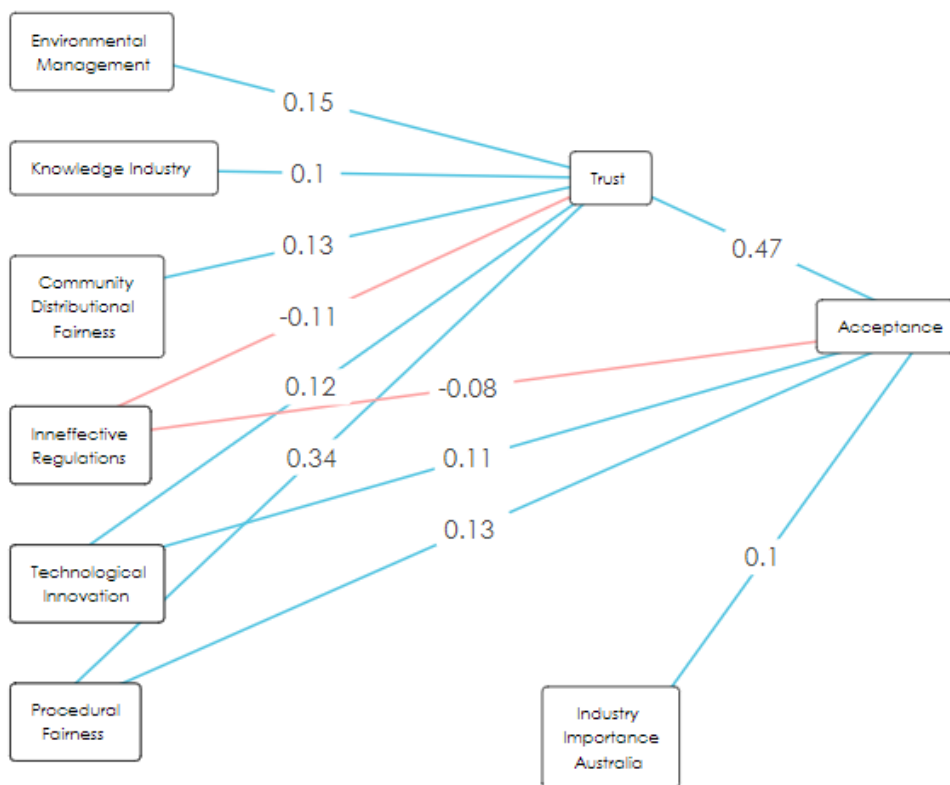 Environmental
Management
0.15
Knowledge Industry
0.1
Trust
0.13
0.47
Community
Distributional
Fairness
-0.11
Acceptance
0.12
-0.08
Inneffective
Regulations
0.34
0.11
0.13
Technological
Innovation
0.1
Procedural
Fairness
Industry
Importance
Australia